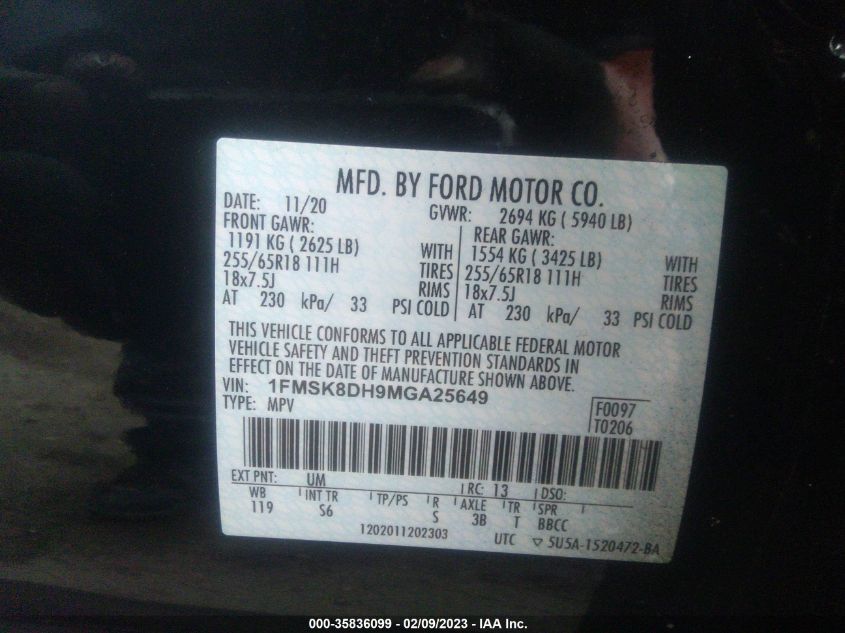 MFD. BY FORD MOTOR CO.
DATE: 11/20 GVWR: 2694 KG ( 5940 LB)
FRONT GAWR: REAR GAWR:
1191 KG ( 2625 LB) WITH 1554 KG ( 3425 LB) WITH
255/65R18 111H TIRES 255/65R18 111H TIRES
18x7.5J RIMS 18x7.5J RIMS
AT 230 kPa/ 33 PSI COLD AT 230 kPa/ 33 PSI COLD
THIS VEHICLE CONFORMS TO ALL APPLICABLE FEDERAL MOTOR
VEHICLE SAFETY AND THEFT PREVENTION STANDARDS IN
EFFECT ON THE DATE OF MANUFACTURE SHOWN ABOVE.
VIN: 1FMSK8DH9MGA25649
TYPE: MPV F0097
T0206
EXT PNT: UM RC: 13 DSO:
WB INT TR TP/PS R AXLE TR SPR
119 S6 S 3B T BBCC
1202011202303 UTC ▽ 5U5A-1520472-BA
000-35836099 - 02/09/2023 - IAA Inc.